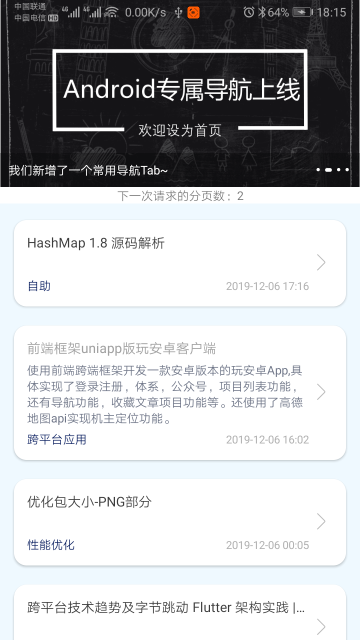 中国联通
中国电信 HD
4G 4G 0.00K/s 64% 18:15
Android专属导航上线
欢迎设为首页
我们新增了一个常用导航Tab~
下一次请求的分页数：2
HashMap 1.8 源码解析
自助 2019-12-06 17:16
前端框架uniapp版玩安卓客户端
使用前端跨端框架开发一款安卓版本的玩安卓App,具
体实现了登录注册，体系，公众号，项目列表功能，
还有导航功能，收藏文章项目功能等。还使用了高德
地图api实现机主定位功能。
跨平台应用 2019-12-06 16:02
优化包大小-PNG部分
性能优化 2019-12-06 00:05
跨平台技术趋势及字节跳动 Flutter 架构实践 |...